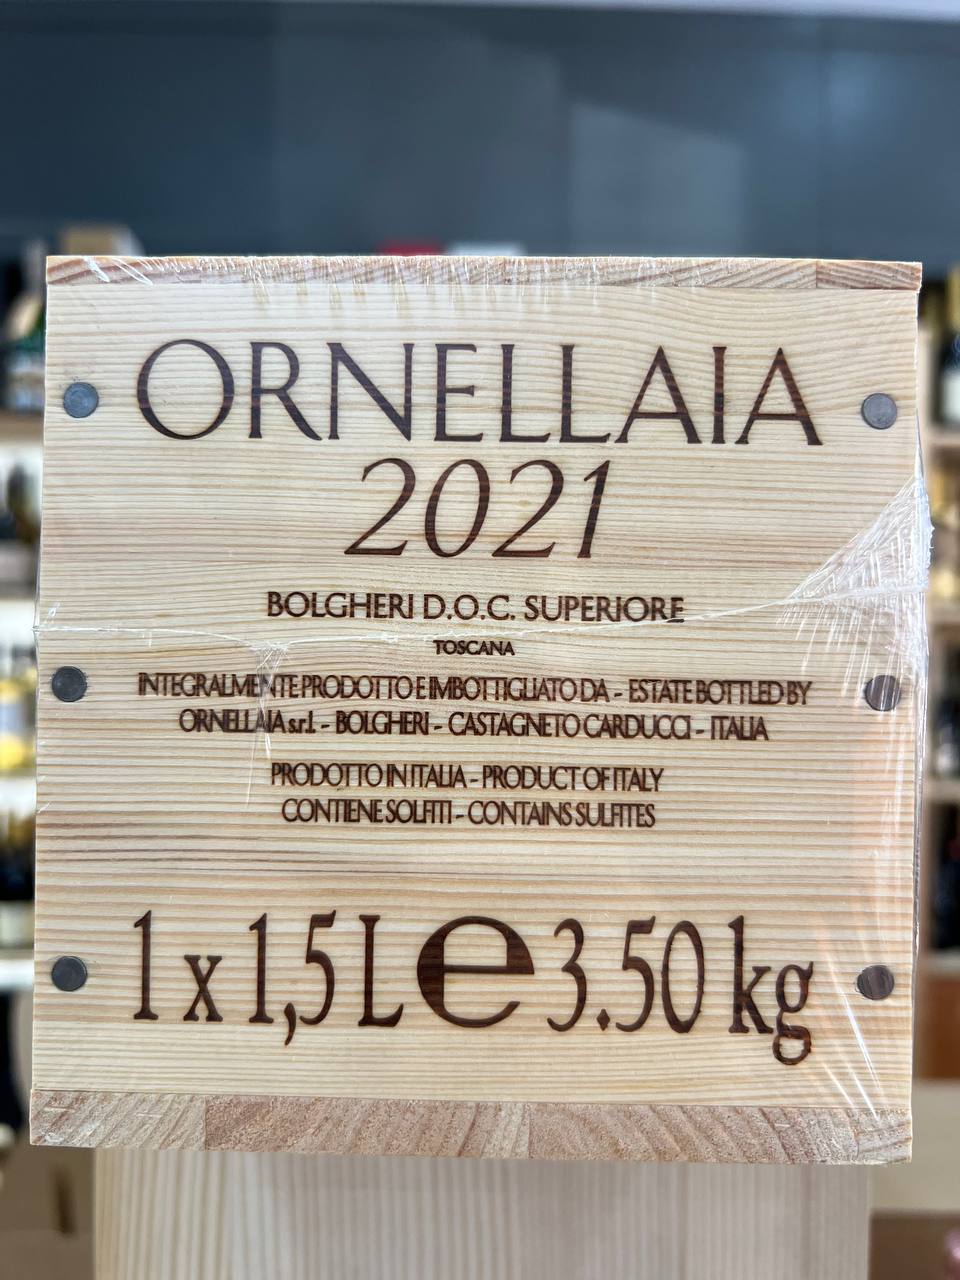 ORNELLAIA
2021
BOLGHERI D.O.C. SUPERIORE
TOSCANA
INTEGRALMENTE PRODOTTO E IMBOTTIGLIATO DA - ESTATE BOTTLED BY
ORNELLAIA s.r.l. - BOLGHERI - CASTAGNETO CARDUCCI - ITALIA
PRODOTTO IN ITALIA - PRODUCT OF ITALY
CONTIENE SOLFITI - CONTAINS SULFITES
1 x 1,5 L e 3.50 kg